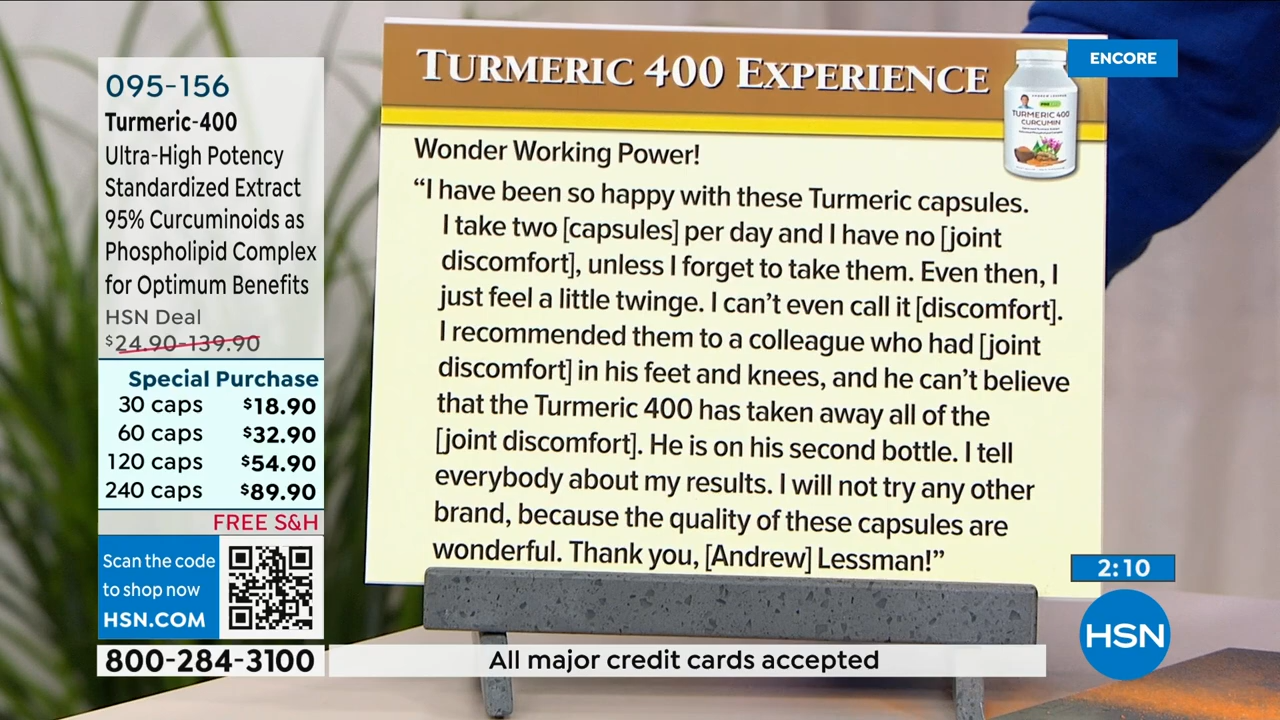 095-156
Turmeric-400
Ultra-High Potency
Standardized Extract
95% Curcuminoids as
Phospholipid Complex
for Optimum Benefits
HSN Deal
$24.90-139.90
Special Purchase
30 caps $18.90
60 caps $32.90
120 caps $54.90
240 caps $89.90
FREE S&H
Scan the code
to shop now
HSN.COM
800-284-3100
All major credit cards accepted
TURMERIC 400 EXPERIENCE
ENCORE
TURMERIC 400
CURCUMIN
Wonder Working Power!
“I have been so happy with these Turmeric capsules.
I take two [capsules] per day and I have no [joint
discomfort], unless I forget to take them. Even then, I
just feel a little twinge. I can’t even call it [discomfort].
I recommended them to a colleague who had [joint
discomfort] in his feet and knees, and he can’t believe
that the Turmeric 400 has taken away all of the
[joint discomfort]. He is on his second bottle. I tell
everybody about my results. I will not try any other
brand, because the quality of these capsules are
wonderful. Thank you, [Andrew] Lessman!”
2:10
HSN